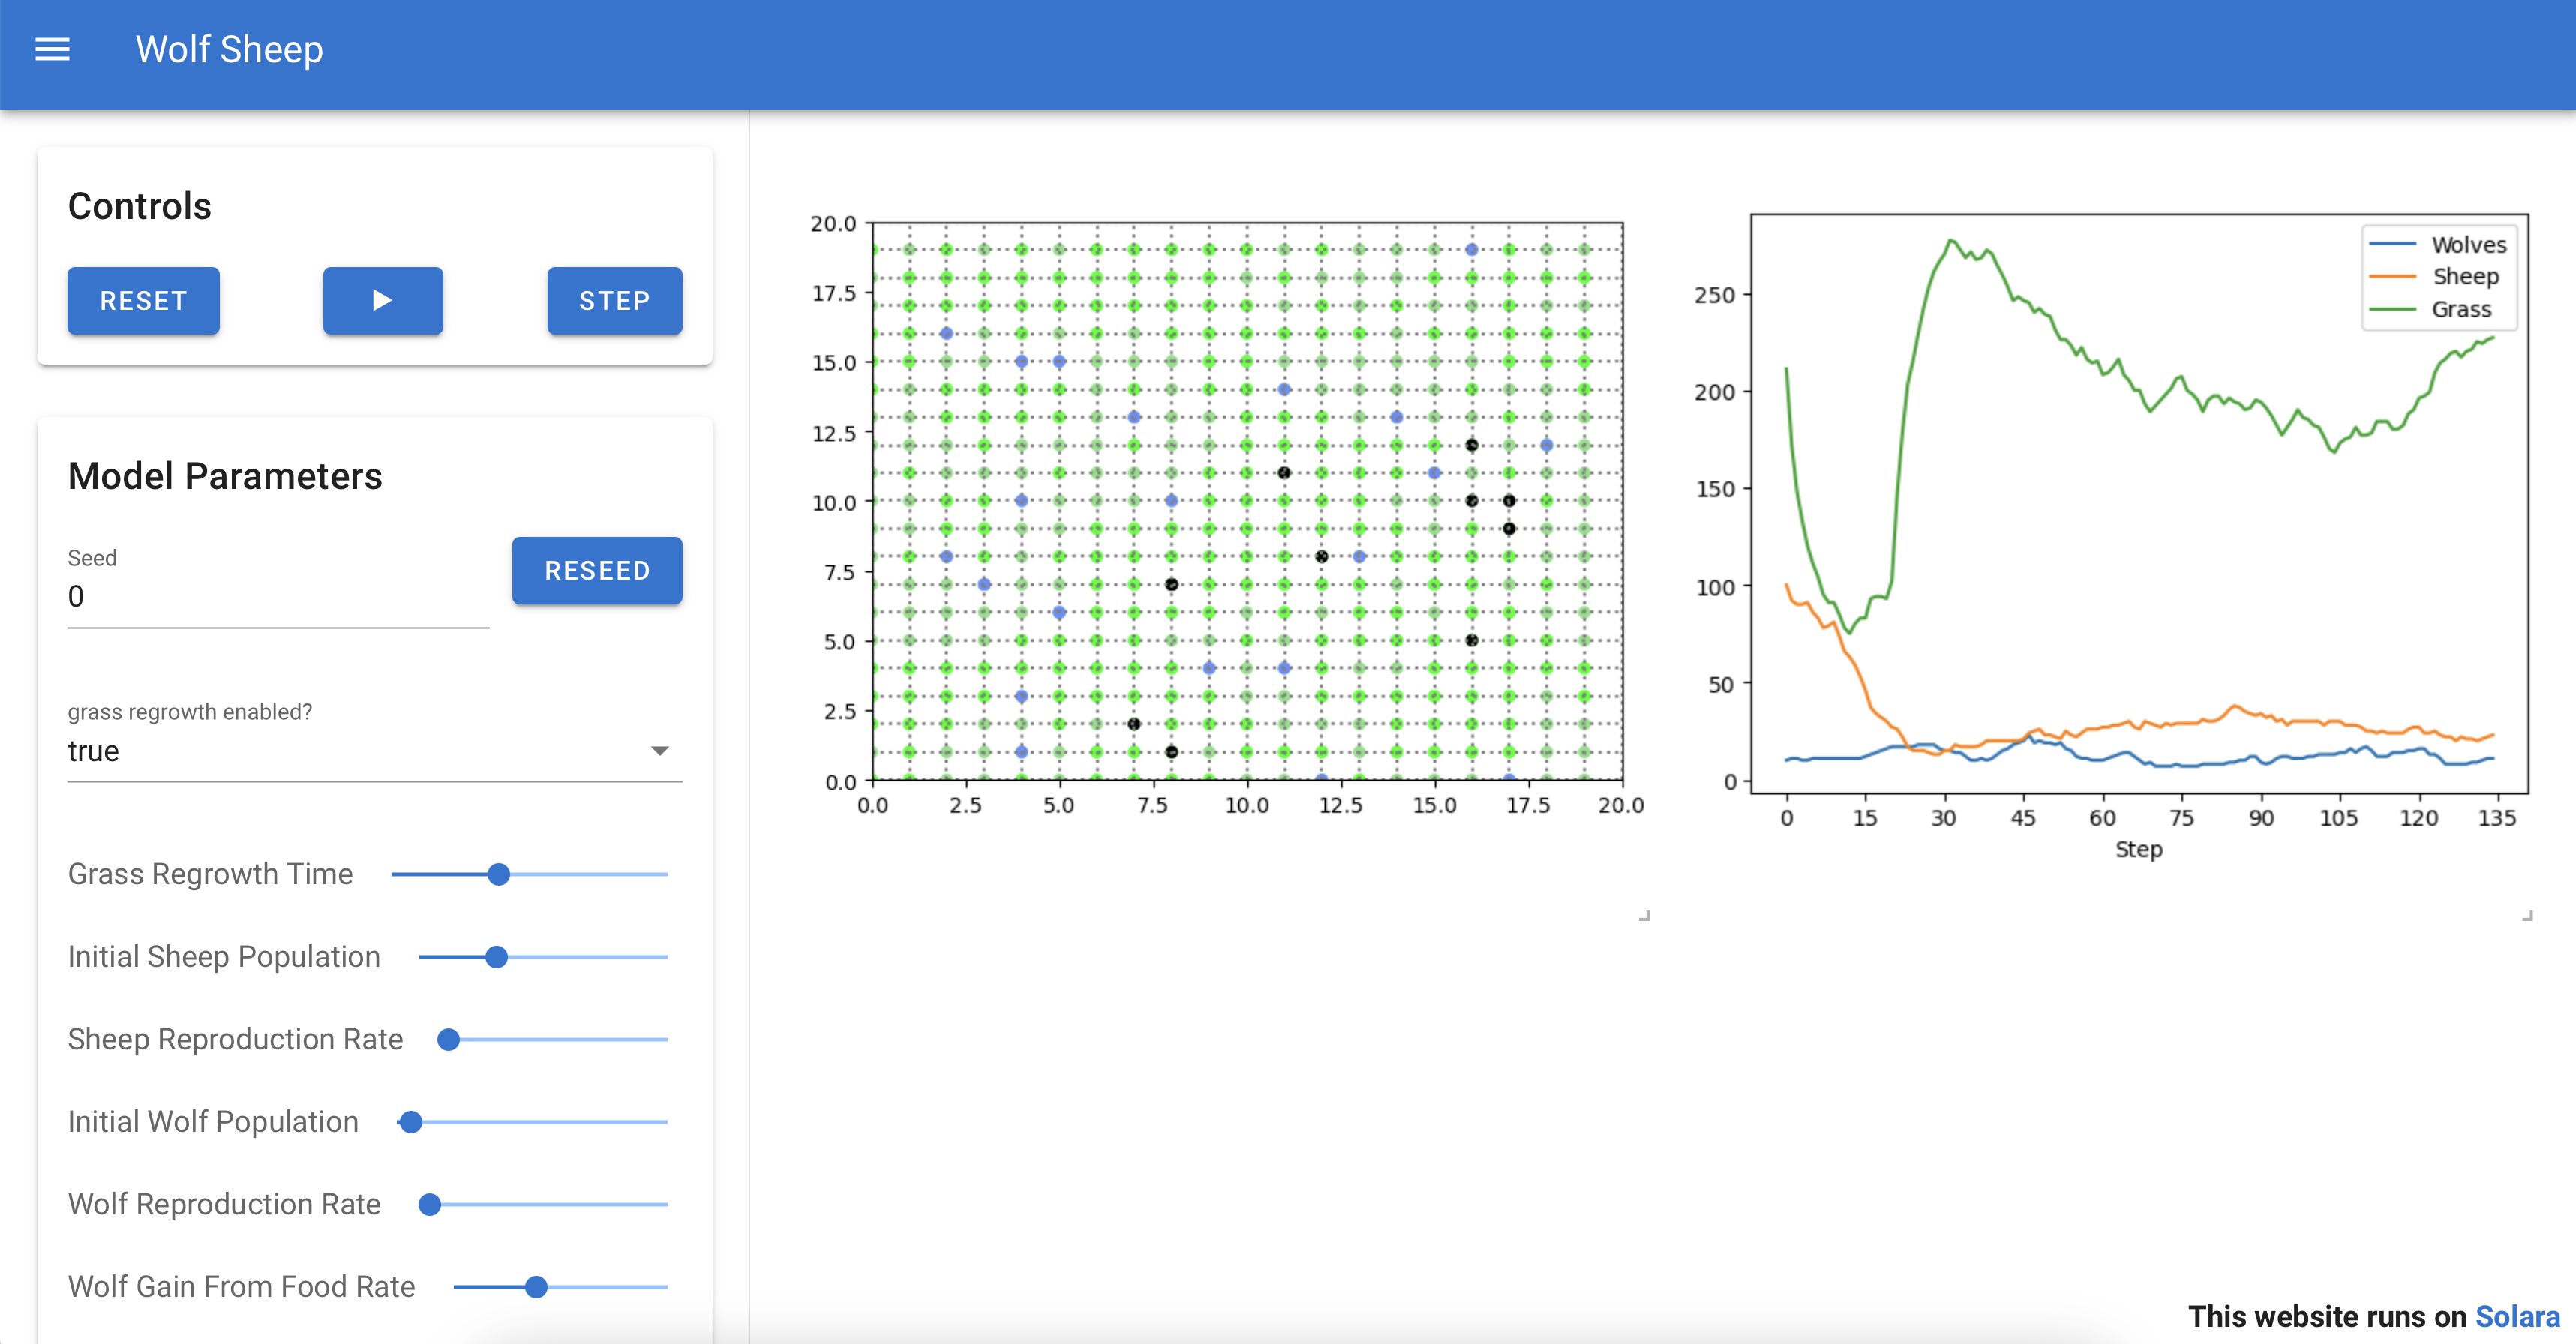 Wolf Sheep
Controls
RESET
STEP
Model Parameters
Seed
0
RESEED
grass regrowth enabled?
true
Grass Regrowth Time
Initial Sheep Population
Sheep Reproduction Rate
Initial Wolf Population
Wolf Reproduction Rate
Wolf Gain From Food Rate
20.0
17.5
15.0
12.5
10.0
7.5
5.0
2.5
0.0
0.0 2.5 5.0 7.5 10.0 12.5 15.0 17.5 20.0
Wolves
Sheep
Grass
250
200
150
100
50
0
0 15 30 45 60 75 90 105 120 135
Step
This website runs on Solara